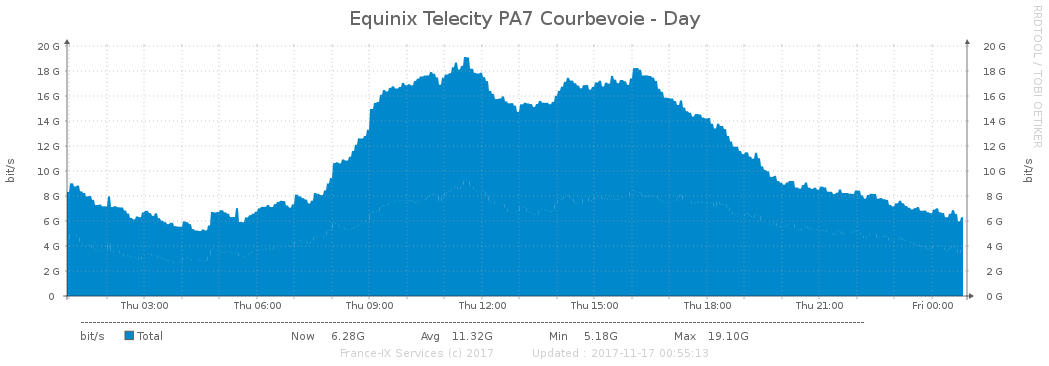 Equinix Telecity PA7 Courbevoie - Day
RRDTOOL / TOBI OETIKER
bit/s
20 G 20 G
18 G 18 G
16 G 16 G
14 G 14 G
12 G 12 G
10 G 10 G
8 G 8 G
6 G 6 G
4 G 4 G
2 G 2 G
0 0 G
bit/s
Thu 03:00 Thu 06:00 Thu 09:00 Thu 12:00 Thu 15:00 Thu 18:00 Thu 21:00 Fri 00:00
bit/s Total Now 6.28G Avg 11.32G Min 5.18G Max 19.10G
France-IX Services (c) 2017 Updated : 2017-11-17 00:55:13